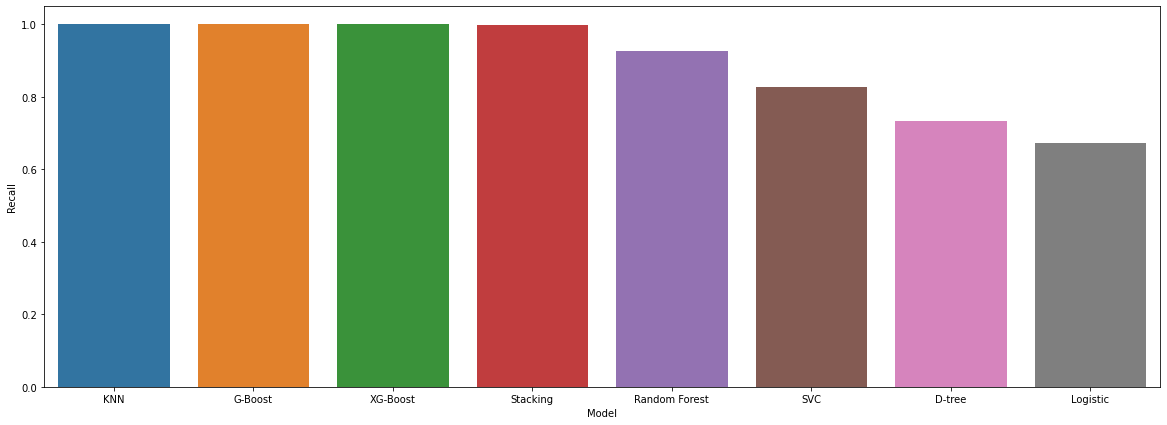 Recall
1.0
0.8
0.6
0.4
0.2
0.0
KNN G-Boost XG-Boost Stacking Random Forest SVC D-tree Logistic
Model